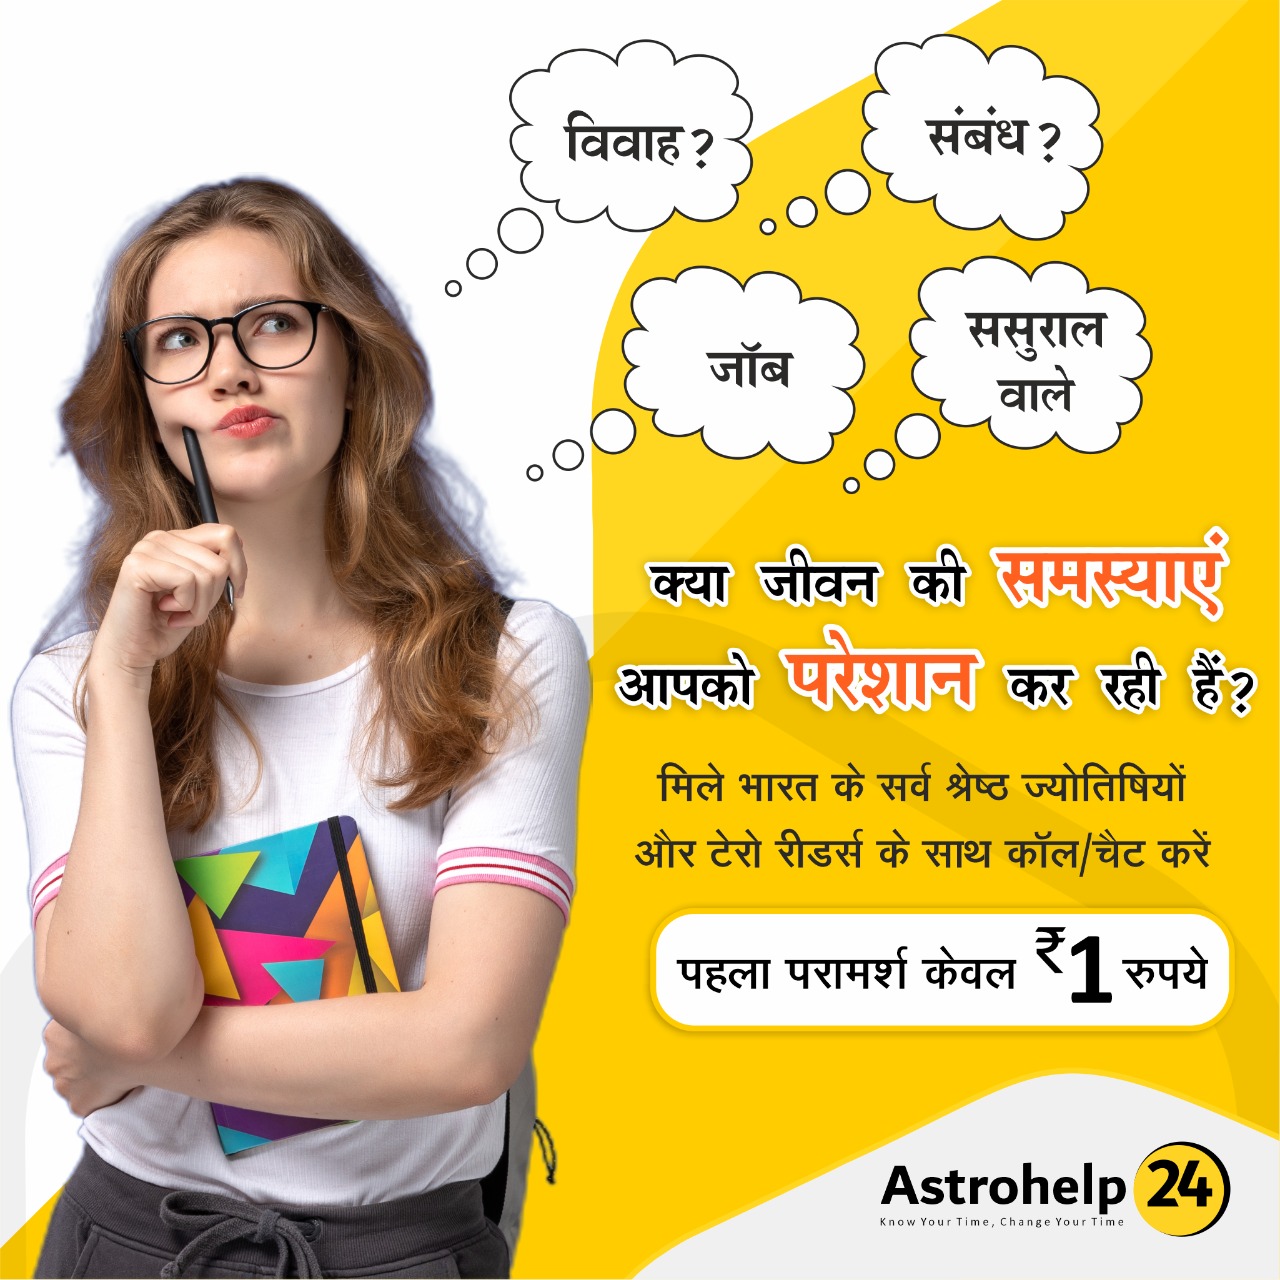 विवाह?
संबंध?
जॉब
ससुराल
वाले
क्या जीवन की समस्याएं
आपको परेशान कर रही हैं?
मिले भारत के सर्व श्रेष्ठ ज्योतिषियों
और टेरो रीडर्स के साथ कॉल/चैट करें
पहला परामर्श केवल ₹1 रुपये
Astrohelp 24
Know Your Time, Change Your Time